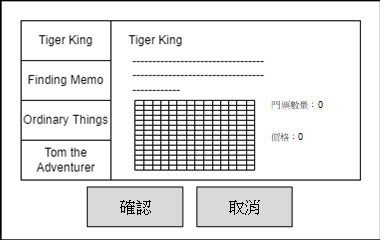 Tiger King
Finding Memo
Ordinary Things
Tom the
Adventurer
Tiger King
門票數量：0
價格：0
確認
取消